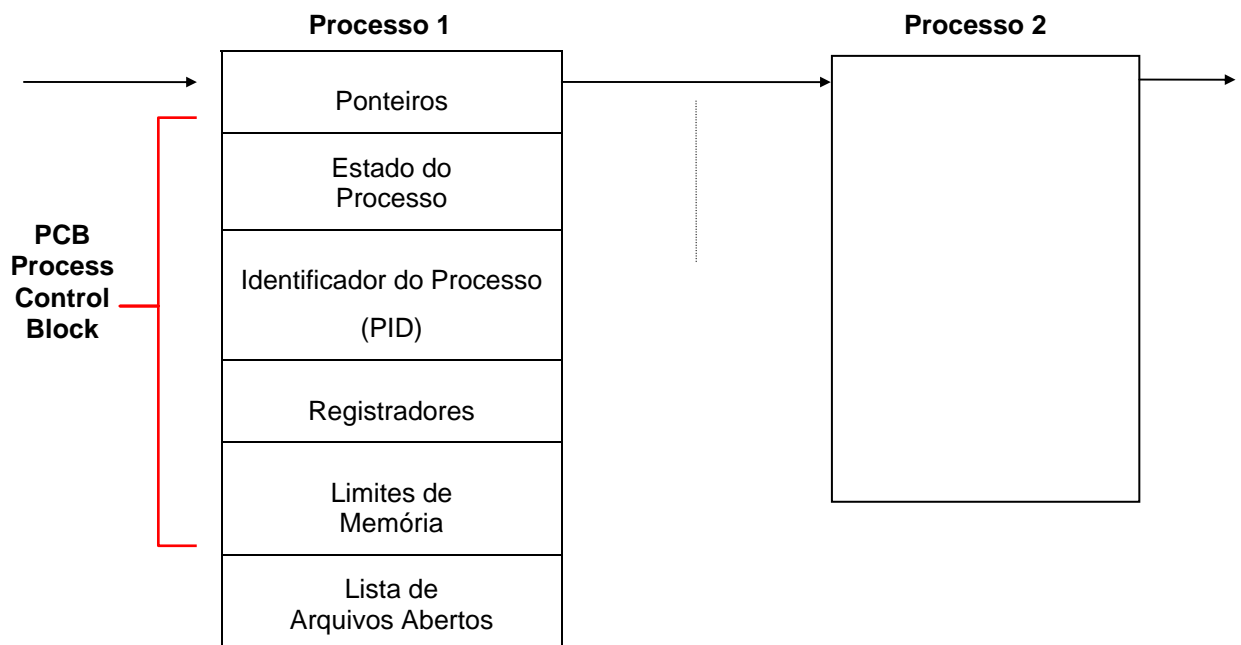 Processo 1
Processo 2
Ponteiros
Estado do
Processo
PCB
Process
Control
Block
Identificador do Processo
(PID)
Registradores
Limites de
Memória
Lista de
Arquivos Abertos